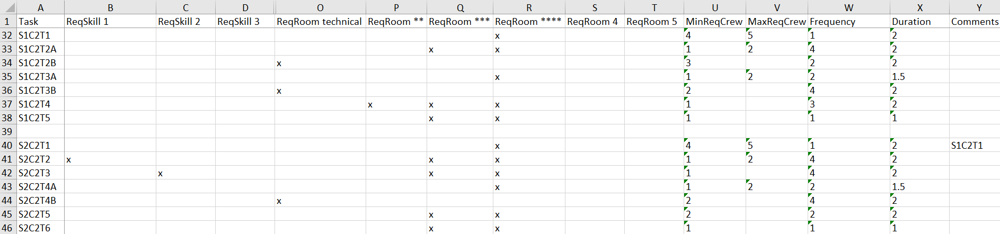 A B C D O P Q R S T U V W X Y
1 Task ReqSkill 1 ReqSkill 2 ReqSkill 3 ReqRoom technical ReqRoom ** ReqRoom *** ReqRoom **** ReqRoom 4 ReqRoom 5 MinReqCrew MaxReqCrew Frequency Duration Comments
32 S1C2T1 x 4 5 1 2
33 S1C2T2A x x 1 2 4 2
34 S1C2T2B x 3 2 2
35 S1C2T3A x 1 2 2 1.5
36 S1C2T3B x 2 4 2
37 S1C2T4 x x x 1 3 2
38 S1C2T5 x x 1 1 1
39
40 S2C2T1 x 4 5 1 2 S1C2T1
41 S2C2T2 x x x 1 2 4 2
42 S2C2T3 x x x 1 4 2
43 S2C2T4A x 1 2 2 1.5
44 S2C2T4B x 2 4 2
45 S2C2T5 x x 2 2 2
46 S2C2T6 x x 1 1 1